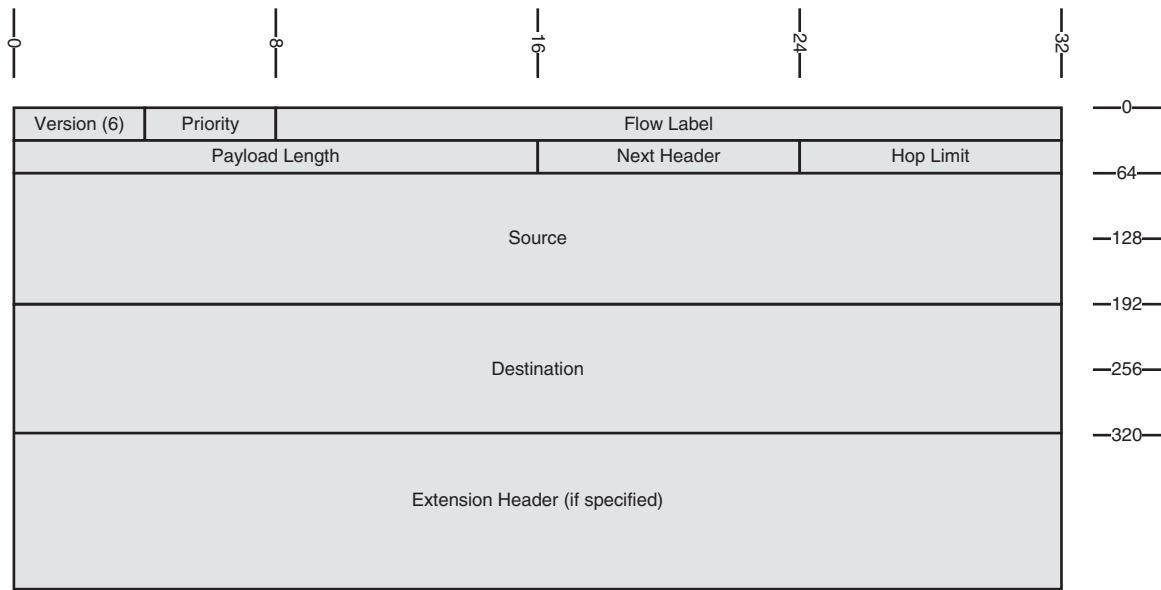 0
8
16
24
32
Version (6)
Priority
Flow Label
0
Payload Length
Next Header
Hop Limit
64
Source
128
192
Destination
256
320
Extension Header (if specified)